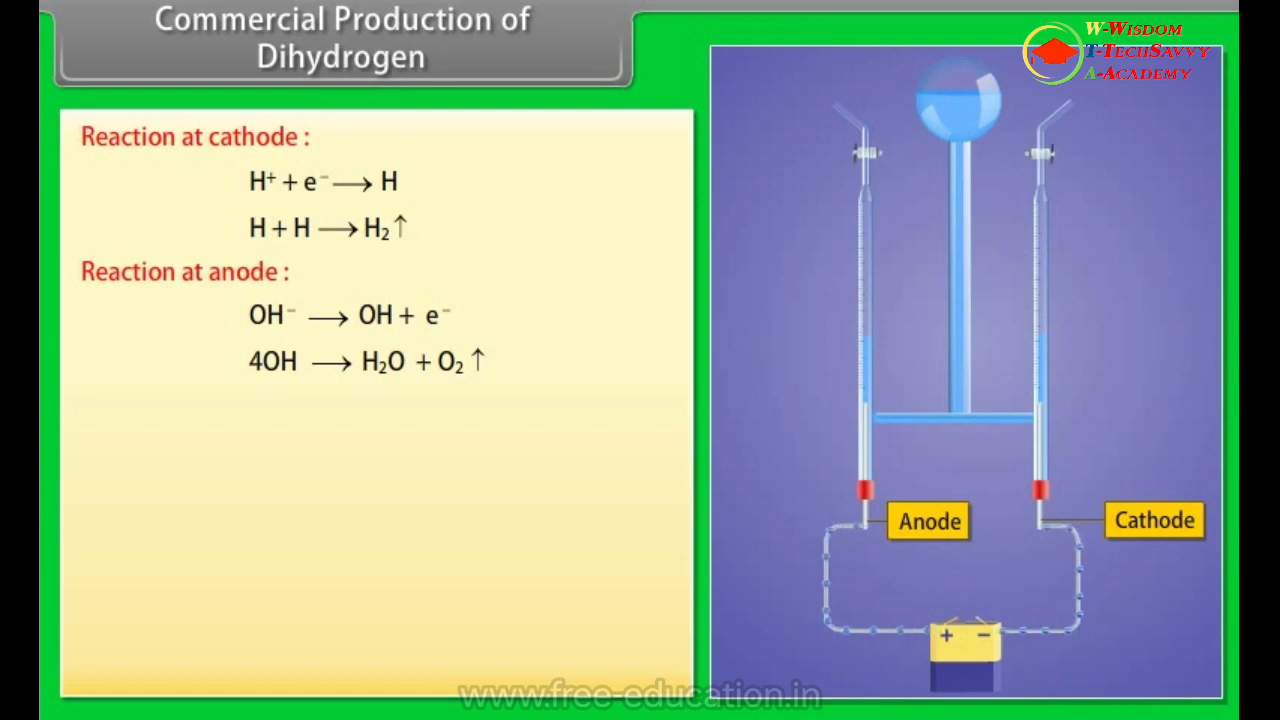 Commercial Production of
Dihydrogen
W-Wisdom
T-TechSavvy
A-Academy
Reaction at cathode :
H⁺ + e⁻ ⟶ H
H + H ⟶ H₂ ↑
Reaction at anode :
OH⁻ ⟶ OH + e⁻
4OH ⟶ H₂O + O₂ ↑
Anode
Cathode
+ −
www.free-education.in